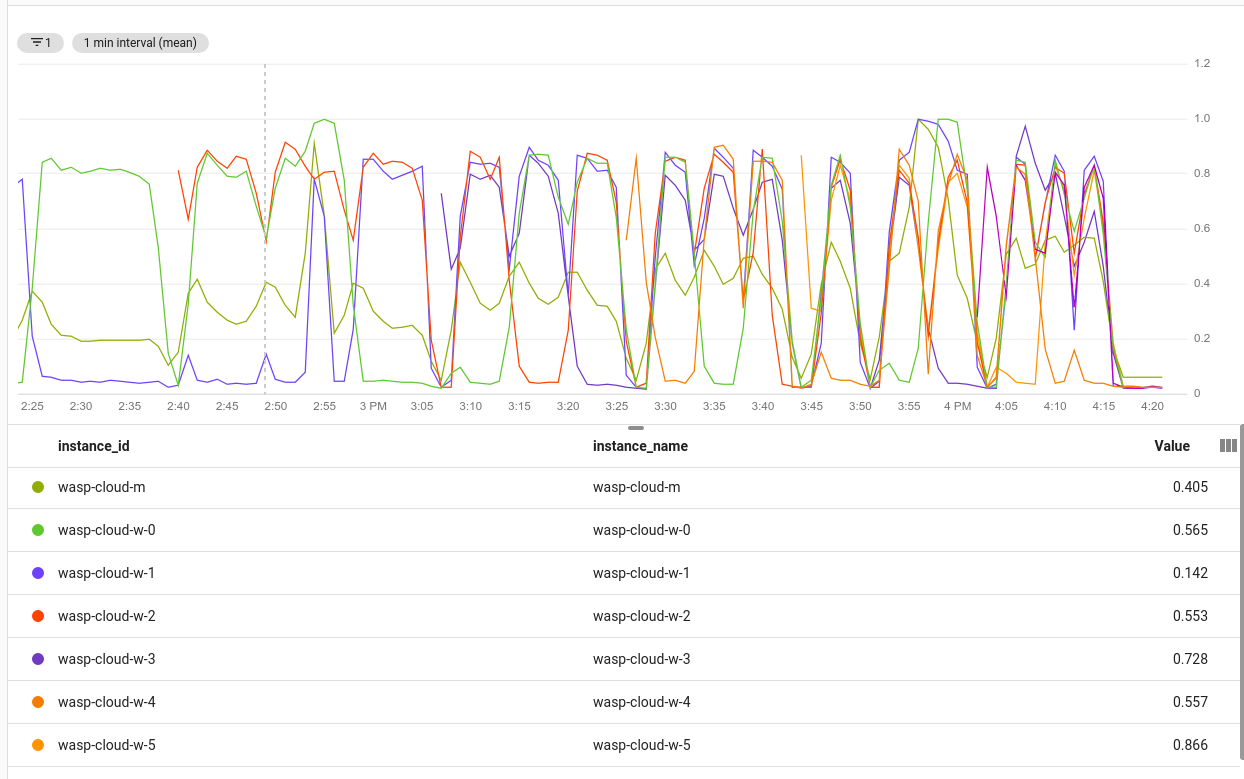 1 1 min interval (mean)
1.2
1.0
0.8
0.6
0.4
0.2
0
2:25 2:30 2:35 2:40 2:45 2:50 2:55 3 PM 3:05 3:10 3:15 3:20 3:25 3:30 3:35 3:40 3:45 3:50 3:55 4 PM 4:05 4:10 4:15 4:20
instance_id instance_name Value
wasp-cloud-m wasp-cloud-m 0.405
wasp-cloud-w-0 wasp-cloud-w-0 0.565
wasp-cloud-w-1 wasp-cloud-w-1 0.142
wasp-cloud-w-2 wasp-cloud-w-2 0.553
wasp-cloud-w-3 wasp-cloud-w-3 0.728
wasp-cloud-w-4 wasp-cloud-w-4 0.557
wasp-cloud-w-5 wasp-cloud-w-5 0.866